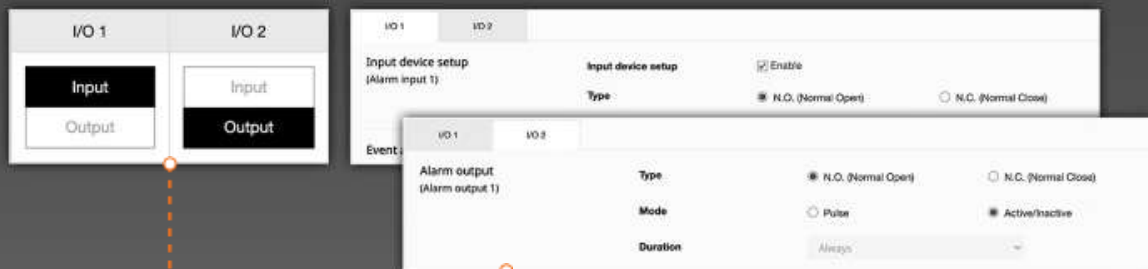 I/O 1 I/O 2
Input Input
Output Output
I/O 1 I/O 2
Input device setup Input device setup Enable
(Alarm input 1)
Type N.O. (Normal Open) N.C. (Normal Close)
Event
I/O 1 I/O 2
Alarm output Type N.O. (Normal Open) N.C. (Normal Close)
(Alarm output 1)
Mode Pulse Active/Inactive
Duration Always